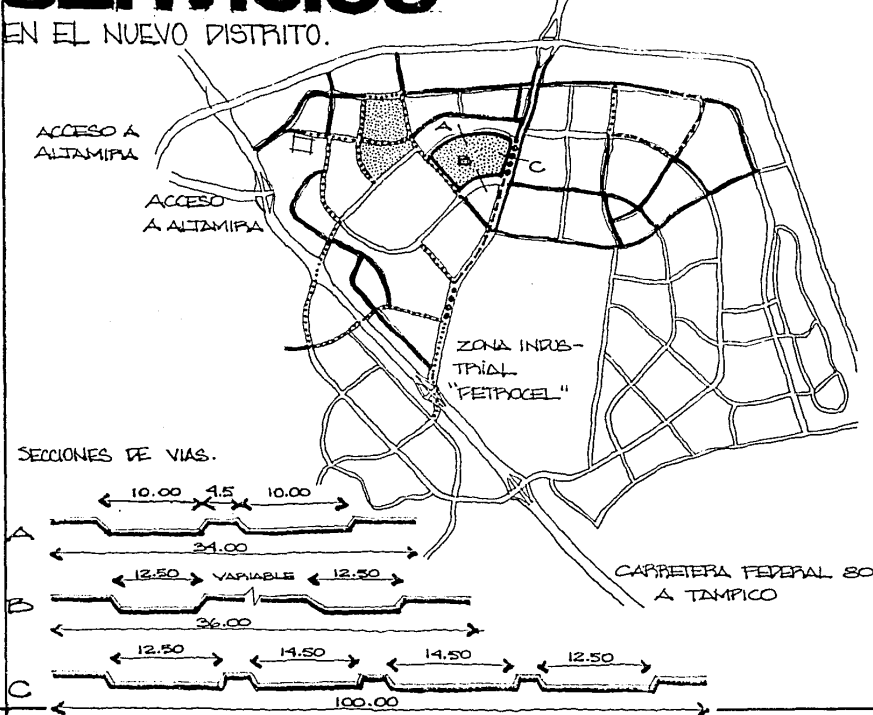 EN EL NUEVO DISTRITO.
ACCESO A
ALTAMIRA
ACCESO
A ALTAMIRA
A
B
C
ZONA INDUS-
TRIAL
"PETROCEL"
SECCIONES DE VIAS.
10.00 4.5 10.00
A
34.00
12.50 VARIABLE 12.50
B
36.00
12.50 14.50 14.50 12.50
C
100.00
CARRETERA FEDERAL 80
A TAMPICO